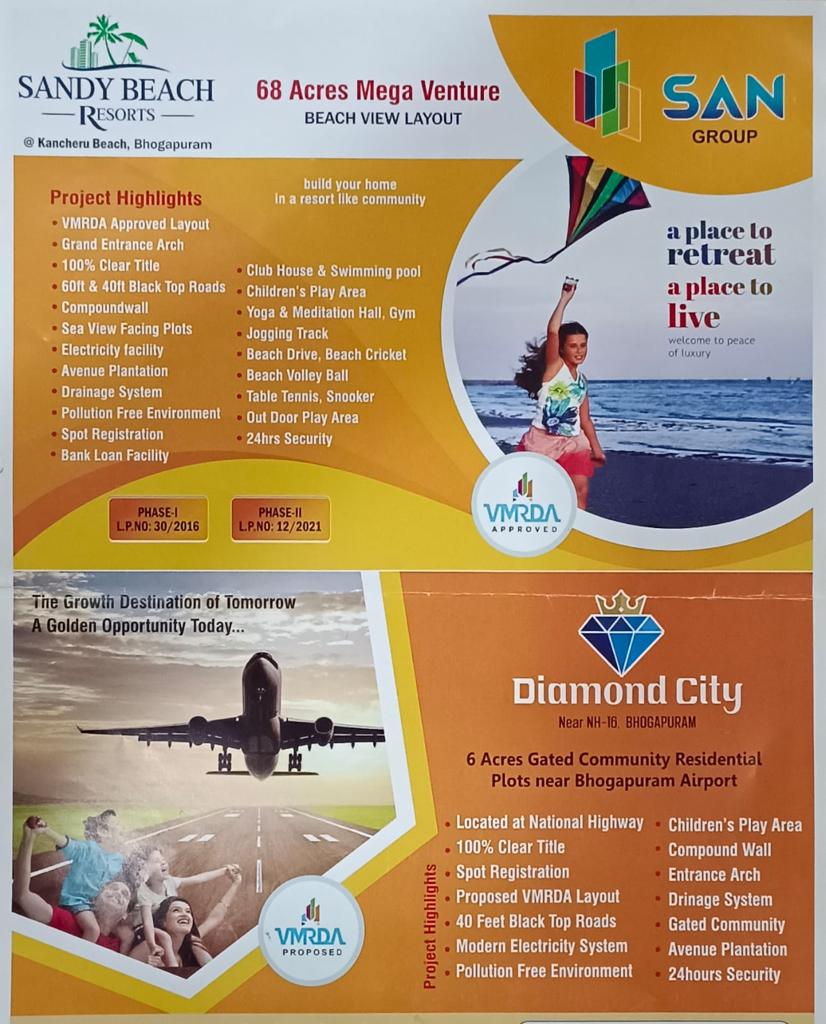 SANDY BEACH
RESORTS
@ Kancheru Beach, Bhogapuram
68 Acres Mega Venture
BEACH VIEW LAYOUT
SAN
GROUP
build your home
in a resort like community
Project Highlights
• VMRDA Approved Layout
• Grand Entrance Arch
• 100% Clear Title
• 60ft & 40ft Black Top Roads
• Compoundwall
• Sea View Facing Plots
• Electricity facility
• Avenue Plantation
• Drainage System
• Pollution Free Environment
• Spot Registration
• Bank Loan Facility
• Club House & Swimming pool
• Children's Play Area
• Yoga & Meditation Hall, Gym
• Jogging Track
• Beach Drive, Beach Cricket
• Beach Volley Ball
• Table Tennis, Snooker
• Out Door Play Area
• 24hrs Security
a place to
retreat
a place to
live
welcome to peace
of luxury
PHASE-I
L.P.NO: 30/2016
PHASE-II
L.P.NO: 12/2021
VMRDA
APPROVED
The Growth Destination of Tomorrow
A Golden Opportunity Today...
VMRDA
PROPOSED
Diamond City
Near NH-16, BHOGAPURAM
6 Acres Gated Community Residential
Plots near Bhogapuram Airport
Project Highlights
• Located at National Highway
• 100% Clear Title
• Spot Registration
• Proposed VMRDA Layout
• 40 Feet Black Top Roads
• Modern Electricity System
• Pollution Free Environment
• Children's Play Area
• Compound Wall
• Entrance Arch
• Drinage System
• Gated Community
• Avenue Plantation
• 24hours Security